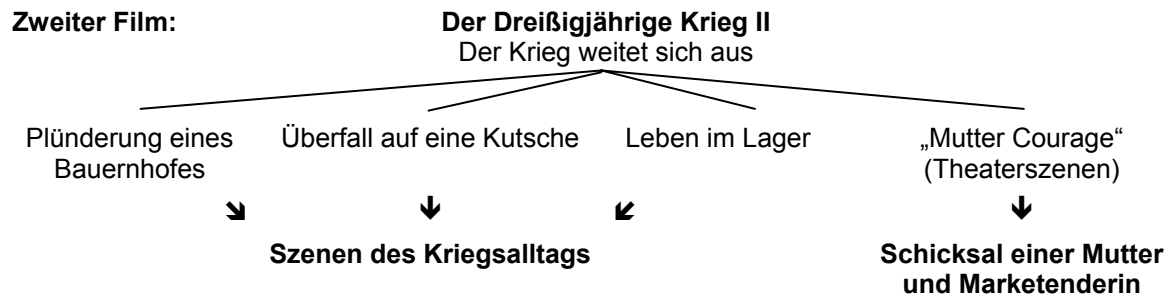 Zweiter Film: Der Dreißigjährige Krieg II
Der Krieg weitet sich aus
Plünderung eines
Bauernhofes
Überfall auf eine Kutsche
Leben im Lager
„Mutter Courage“
(Theaterszenen)
Szenen des Kriegsalltags
Schicksal einer Mutter
und Marketenderin